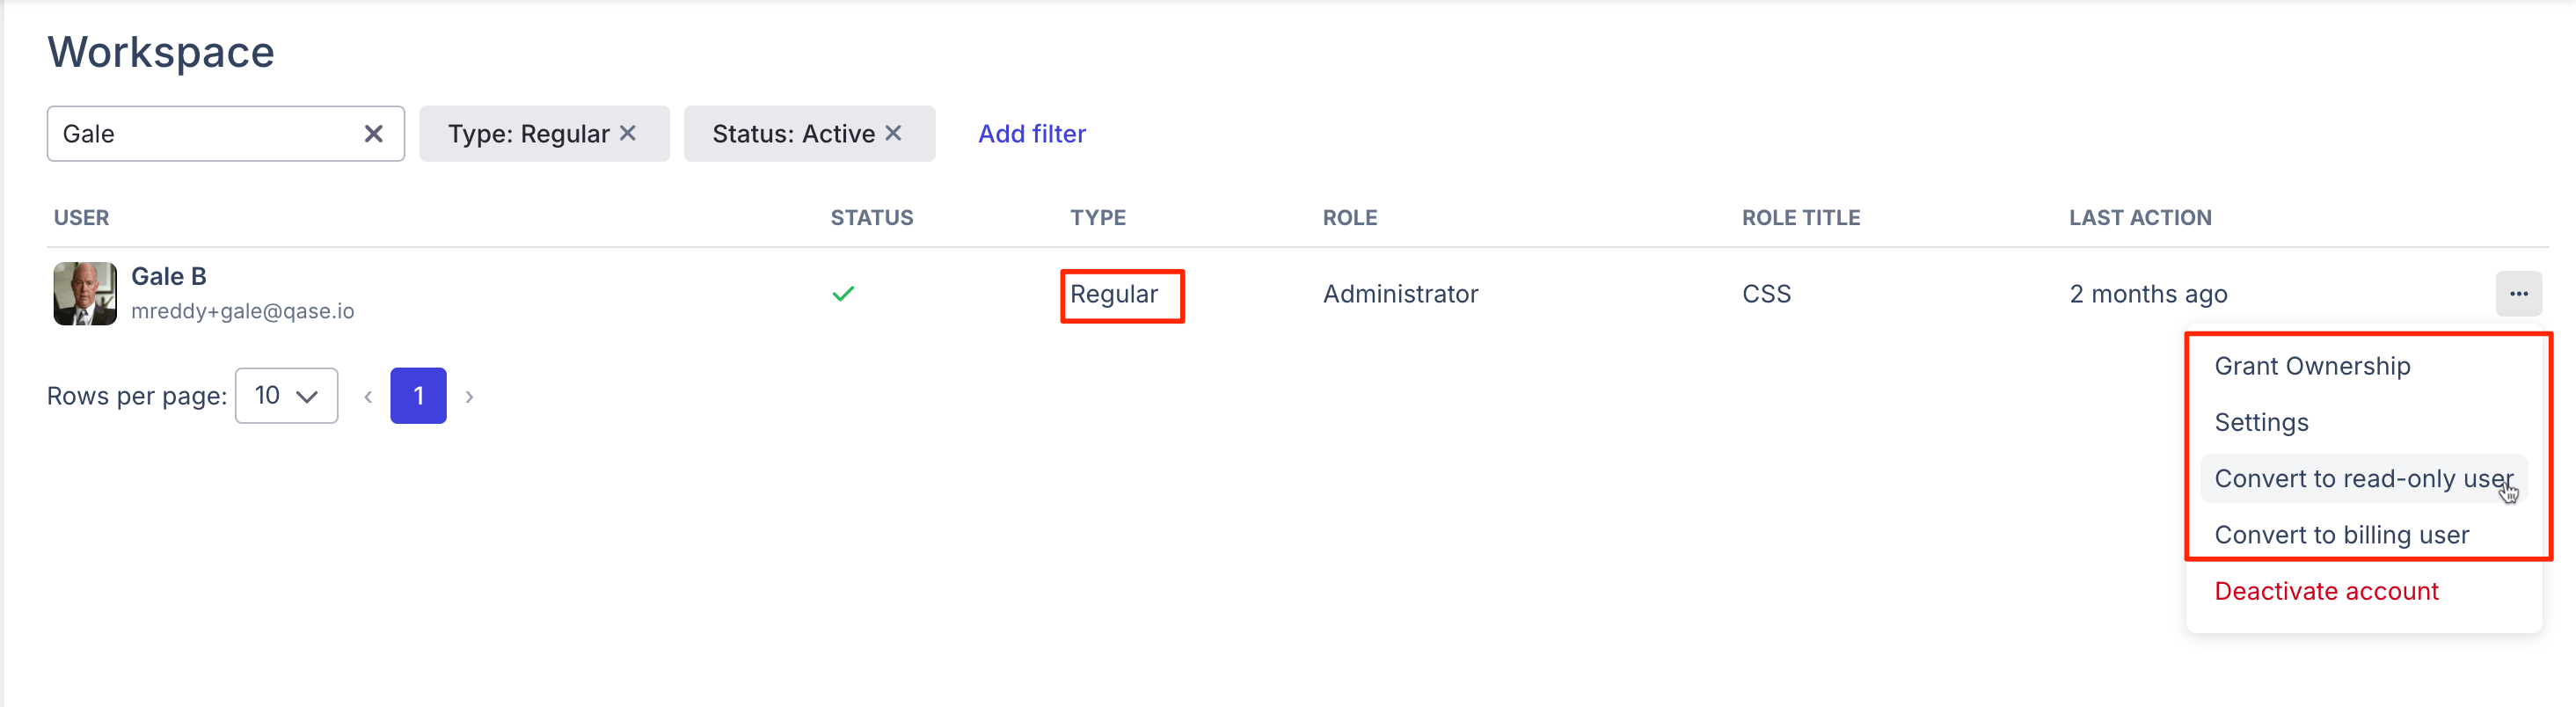 Workspace
Gale
Type: Regular
Status: Active
Add filter
USER STATUS TYPE ROLE ROLE TITLE LAST ACTION
Gale B
mreddy+gale@qase.io
Regular Administrator CSS 2 months ago
Rows per page: 10 1
Grant Ownership
Settings
Convert to read-only user
Convert to billing user
Deactivate account